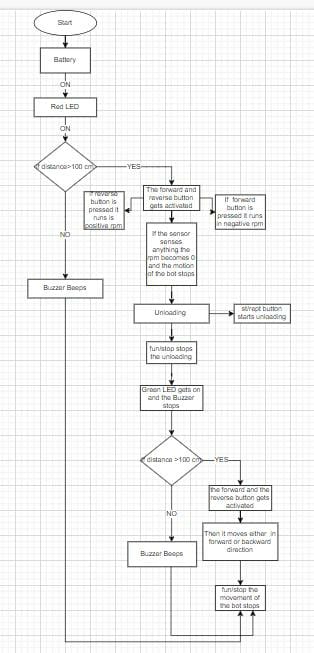 Start
Battery
ON
Red LED
ON
if distance>100 cm
YES
The forward and
reverse button
gets activated
If reverse
button is
pressed it
runs is
positive rpm
If forward
button is
pressed it runs
in negative rpm
NO
If the sensor
senses
anything the
rpm becomes 0
and the motion
of the bot stops
Buzzer Beeps
Unloading
st/rept button
starts unloading
fun/stop stops
the unloading
Green LED gets on
and the Buzzer
stops
if distance >100 cm
YES
the forward and the
reverse button gets
activated
NO
Then it moves either in
forward or backward
direction
Buzzer Beeps
fun/stop the
movement of
the bot stops